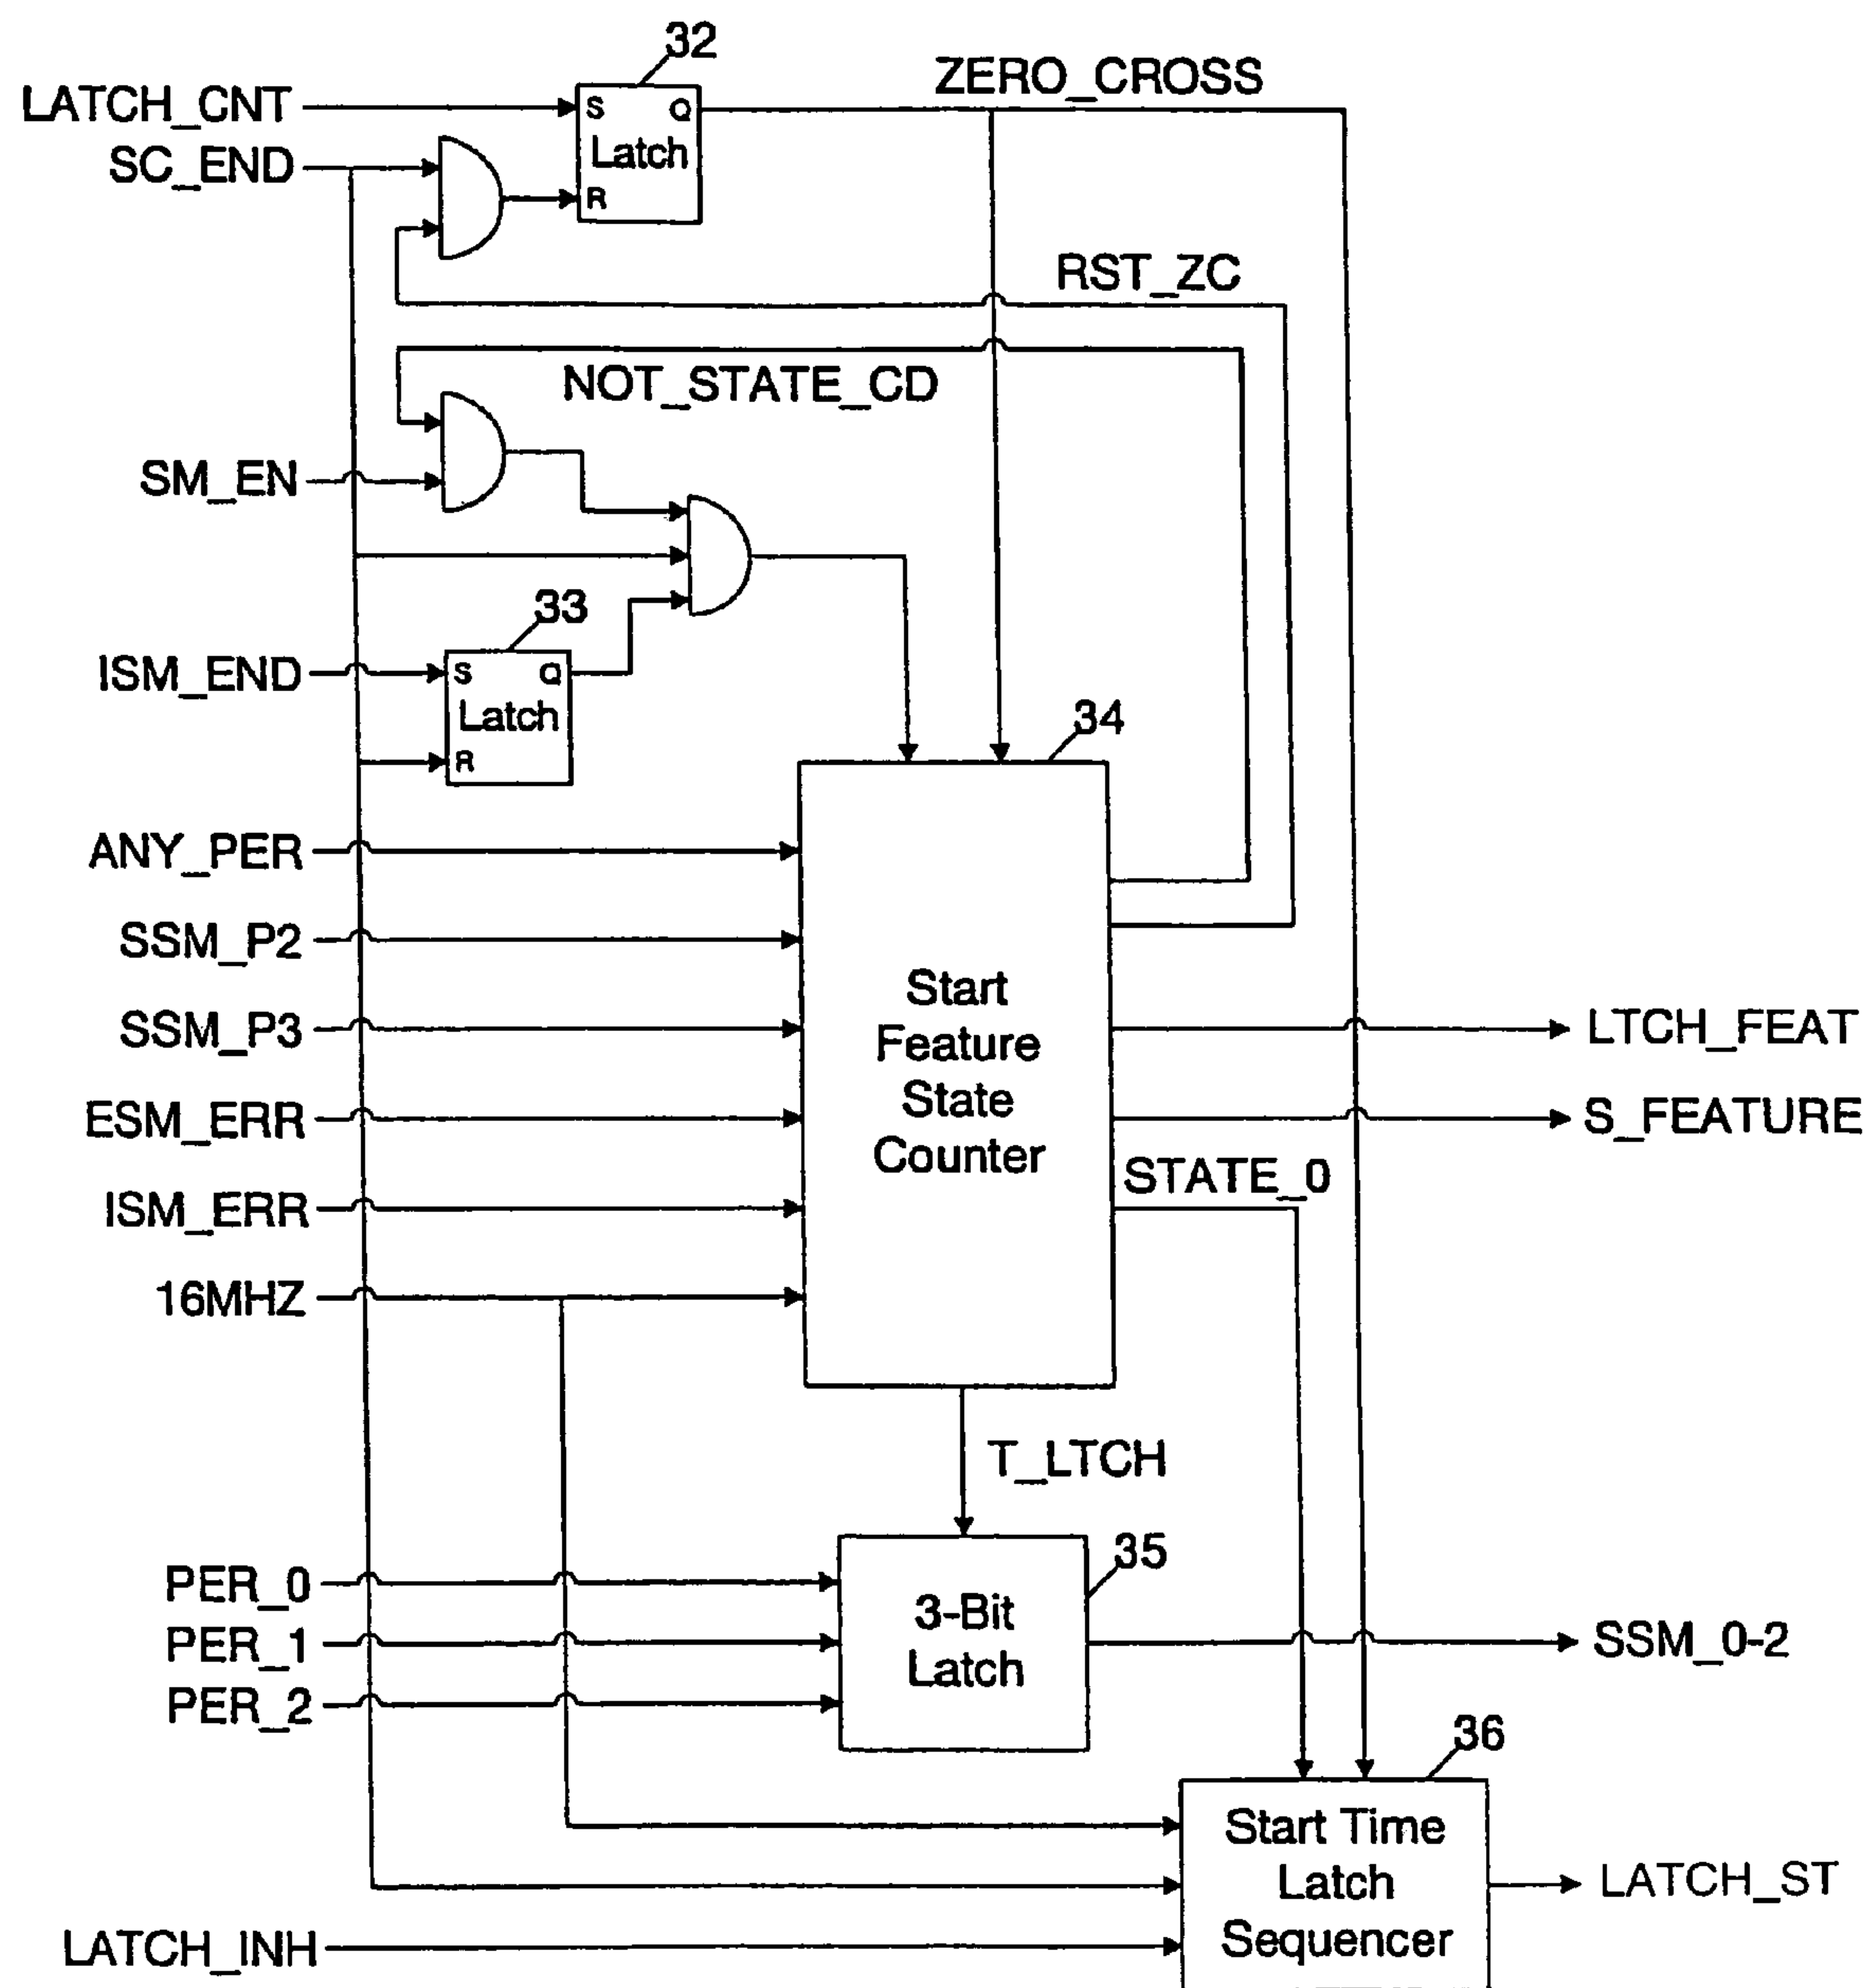 32
ZERO_CROSS
LATCH_CNT
S Q
Latch
R
SC_END
RST_ZC
NOT_STATE_CD
SM_EN
33
ISM_END
S Q
Latch
R
34
ANY_PER
SSM_P2
SSM_P3
ESM_ERR
ISM_ERR
16MHZ
Start
Feature
State
Counter
LTCH_FEAT
S_FEATURE
STATE_0
T_LTCH
35
PER_0
PER_1
PER_2
3-Bit
Latch
SSM_0-2
36
Start Time
Latch
Sequencer
LATCH_ST
LATCH_INH